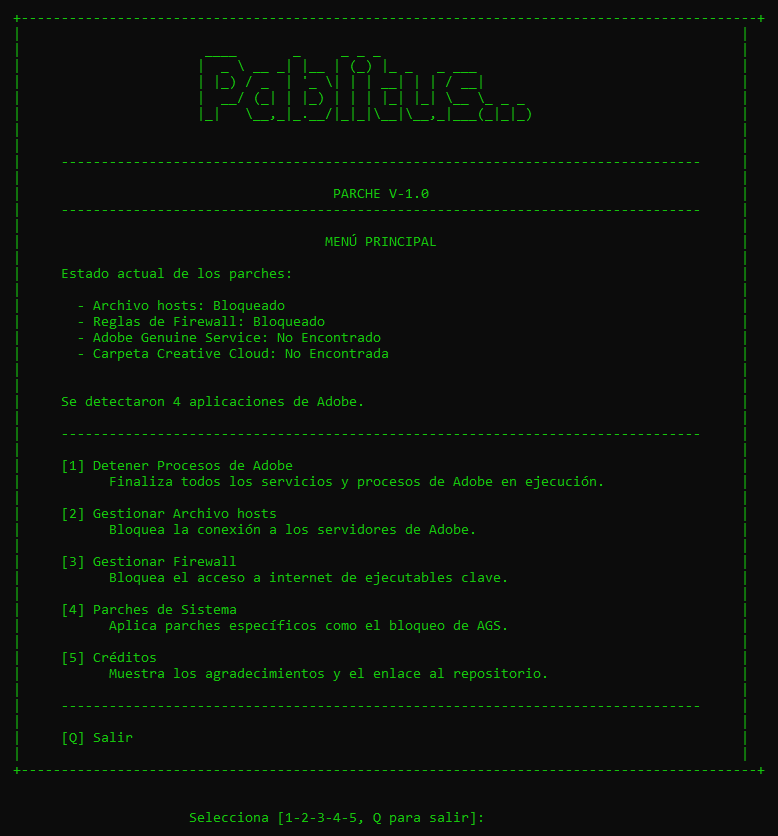 Pablitus...
PARCHE V-1.0
MENÚ PRINCIPAL
Estado actual de los parches:
- Archivo hosts: Bloqueado
- Reglas de Firewall: Bloqueado
- Adobe Genuine Service: No Encontrado
- Carpeta Creative Cloud: No Encontrada
Se detectaron 4 aplicaciones de Adobe.
[1] Detener Procesos de Adobe
Finaliza todos los servicios y procesos de Adobe en ejecución.
[2] Gestionar Archivo hosts
Bloquea la conexión a los servidores de Adobe.
[3] Gestionar Firewall
Bloquea el acceso a internet de ejecutables clave.
[4] Parches de Sistema
Aplica parches específicos como el bloqueo de AGS.
[5] Créditos
Muestra los agradecimientos y el enlace al repositorio.
[Q] Salir
Selecciona [1-2-3-4-5, Q para salir]: